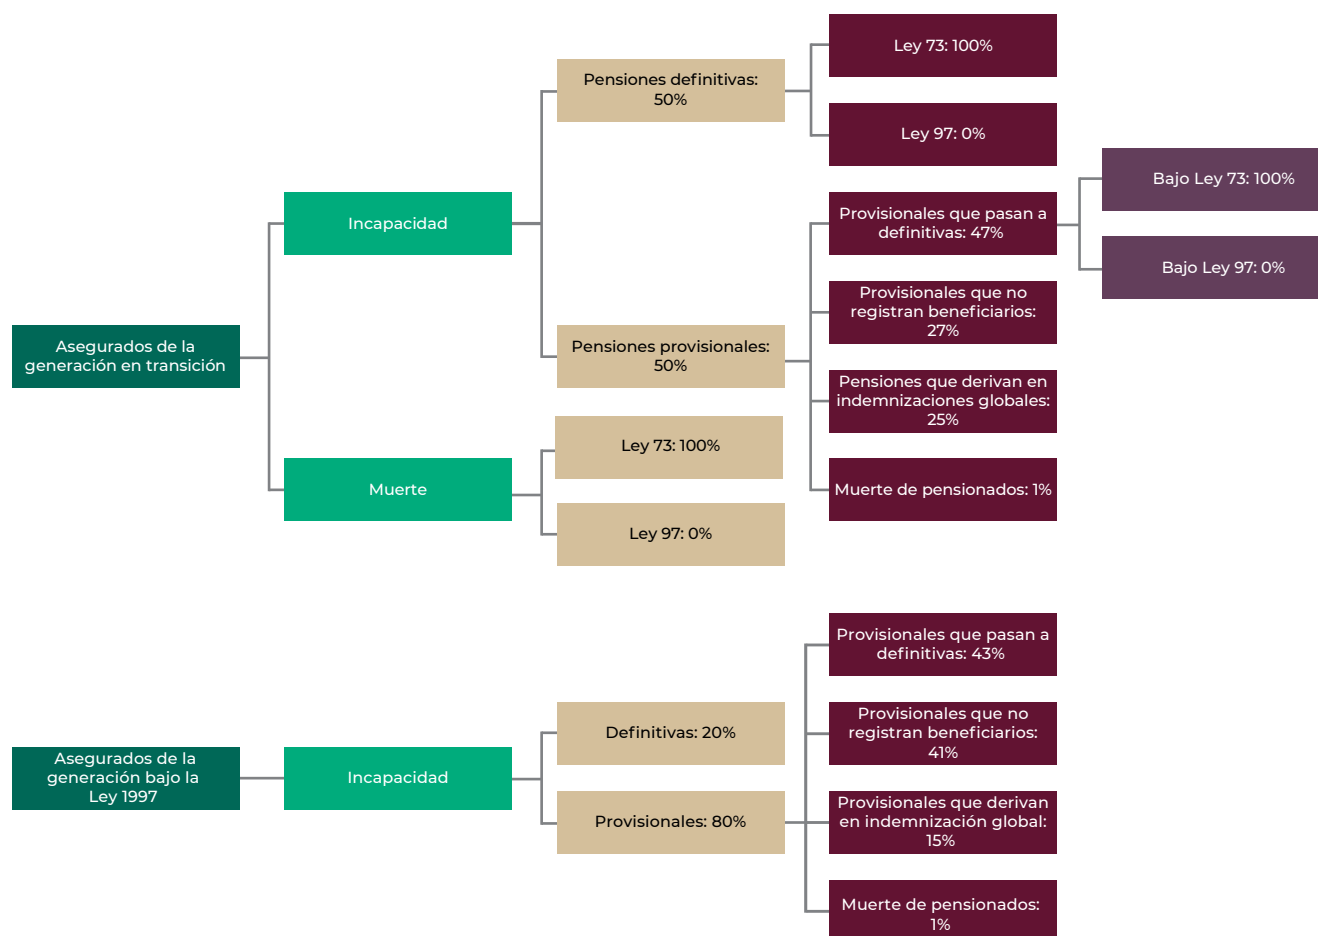 Asegurados de la
generación en transición
Incapacidad
Pensiones definitivas:
50%
Ley 73: 100%
Ley 97: 0%
Pensiones provisionales:
50%
Provisionales que pasan a
definitivas: 47%
Bajo Ley 73: 100%
Bajo Ley 97: 0%
Provisionales que no
registran beneficiarios:
27%
Pensiones que derivan en
indemnizaciones globales:
25%
Muerte de pensionados: 1%
Muerte
Ley 73: 100%
Ley 97: 0%
Asegurados de la
generación bajo la
Ley 1997
Incapacidad
Definitivas: 20%
Provisionales: 80%
Provisionales que pasan a
definitivas: 43%
Provisionales que no
registran beneficiarios:
41%
Provisionales que derivan
en indemnización global:
15%
Muerte de pensionados:
1%